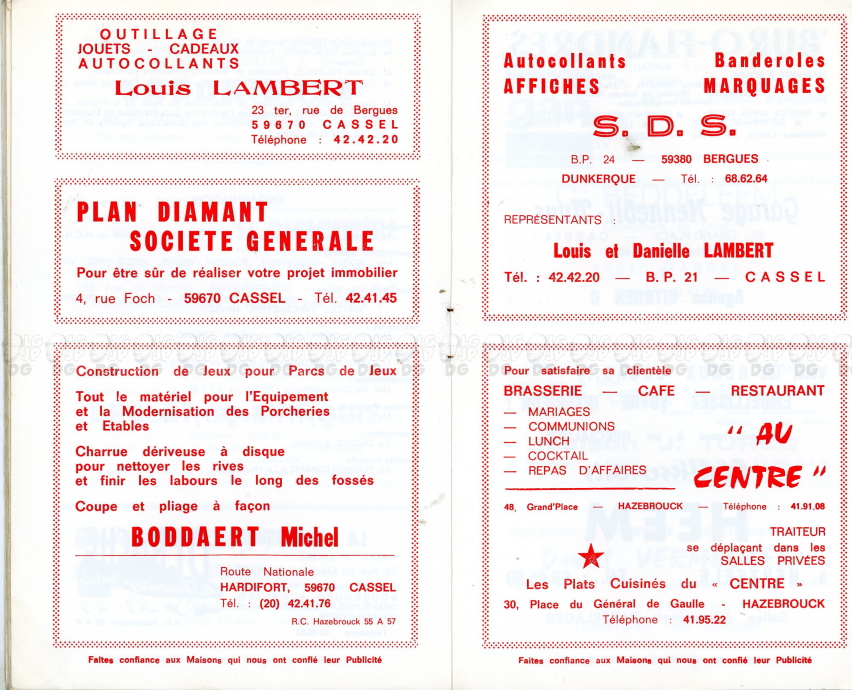 OUTILLAGE
JOUETS - CADEAUX
AUTOCOLLANTS
Louis LAMBERT
23 ter, rue de Bergues
59670 CASSEL
Téléphone : 42.42.20
PLAN DIAMANT
SOCIETE GENERALE
Pour être sûr de réaliser votre projet immobilier
4, rue Foch - 59670 CASSEL - Tél. 42.41.45
Construction de Jeux pour Parcs de Jeux
Tout le matériel pour l'Equipement
et la Modernisation des Porcheries
et Etables
Charrue dériveuse à disque
pour nettoyer les rives
et finir les labours le long des fossés
Coupe et pliage à façon
BODDAERT Michel
Route Nationale
HARDIFORT, 59670 CASSEL
Tél. : (20) 42.41.76
R.C. Hazebrouck 55 A 57
Faites confiance aux Maisons qui nous ont confié leur Publicité
Autocollants Banderoles
AFFICHES MARQUAGES
S. D. S.
B.P. 24 — 59380 BERGUES
DUNKERQUE — Tél. : 68.62.64
REPRÉSENTANTS :
Louis et Danielle LAMBERT
Tél. : 42.42.20 — B.P. 21 — CASSEL
Pour satisfaire sa clientèle
BRASSERIE — CAFE — RESTAURANT
— MARIAGES
— COMMUNIONS
— LUNCH
— COCKTAIL
— REPAS D'AFFAIRES
" AU
CENTRE "
48, Grand'Place — HAZEBROUCK — Téléphone : 41.91.08
TRAITEUR
se déplaçant dans les
SALLES PRIVÉES
Les Plats Cuisinés du « CENTRE »
30, Place du Général de Gaulle - HAZEBROUCK
Téléphone : 41.95.22
Faites confiance aux Maisons qui nous ont confié leur Publicité